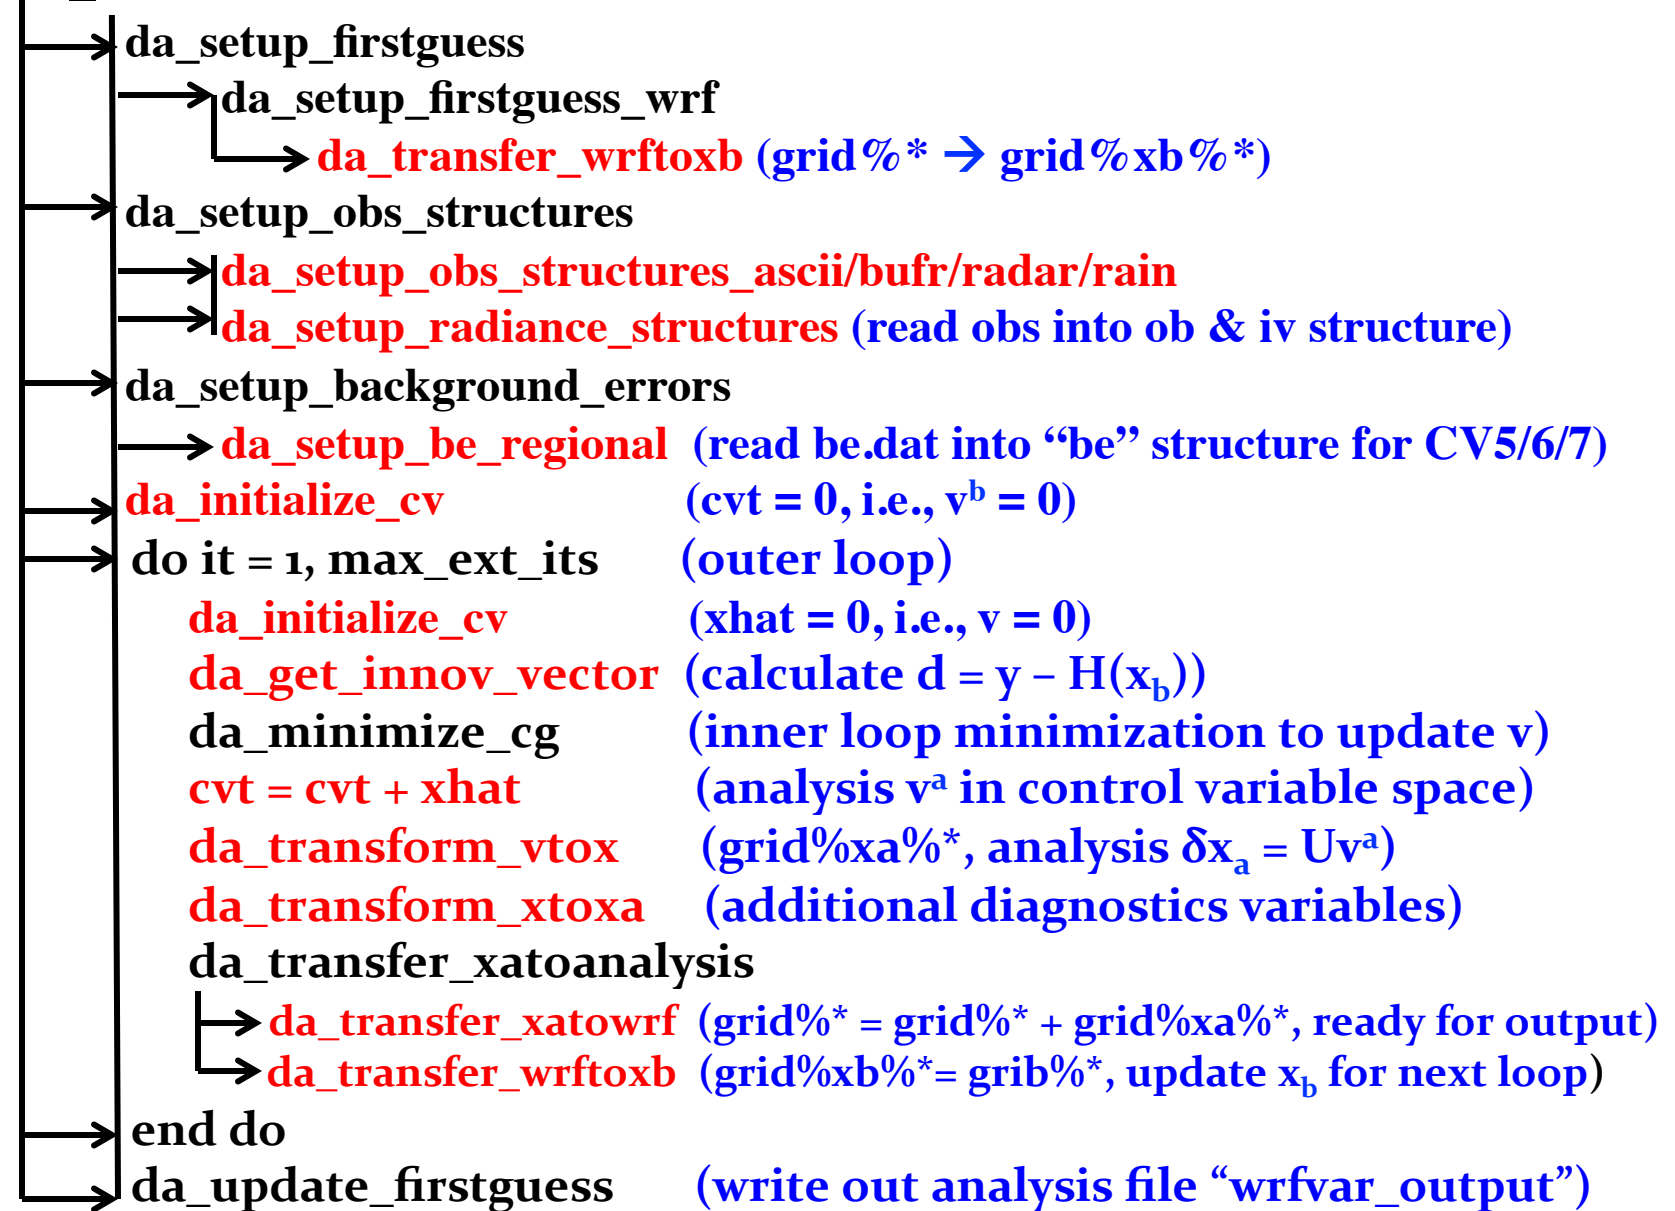 da_setup_firstguess
da_setup_firstguess_wrf
da_transfer_wrftoxb (grid%* → grid%xb%*)
da_setup_obs_structures
da_setup_obs_structures_ascii/bufr/radar/rain
da_setup_radiance_structures (read obs into ob & iv structure)
da_setup_background_errors
da_setup_be_regional (read be.dat into “be” structure for CV5/6/7)
da_initialize_cv (cvt = 0, i.e., vᵇ = 0)
do it = 1, max_ext_its (outer loop)
da_initialize_cv (xhat = 0, i.e., v = 0)
da_get_innov_vector (calculate d = y – H(x_b))
da_minimize_cg (inner loop minimization to update v)
cvt = cvt + xhat (analysis vᵃ in control variable space)
da_transform_vtox (grid%xa%*, analysis δxₐ = Uvᵃ)
da_transform_xtoxa (additional diagnostics variables)
da_transfer_xatoanalysis
da_transfer_xatowrf (grid%* = grid%* + grid%xa%*, ready for output)
da_transfer_wrftoxb (grid%xb%*= grib%*, update x_b for next loop)
end do
da_update_firstguess (write out analysis file “wrfvar_output”)